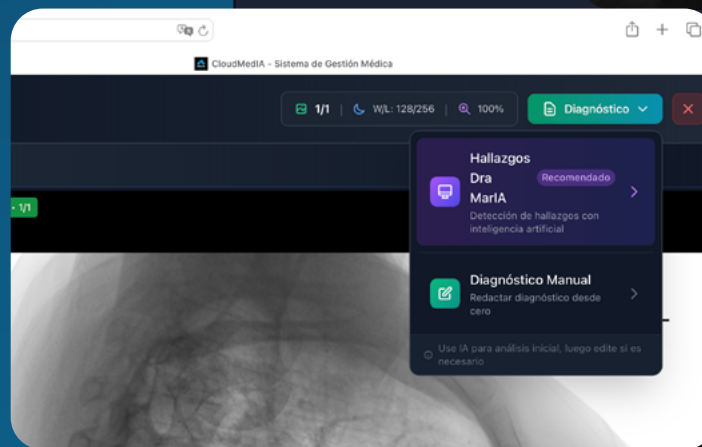 CloudMedIA - Sistema de Gestión Médica
1/1 | W/L: 128/256 | 100%
Diagnóstico
• 1/1
Hallazgos
Dra
MarIA
Recomendado
Detección de hallazgos con
inteligencia artificial
Diagnóstico Manual
Redactar diagnóstico desde
cero
Use IA para análisis inicial, luego edite si es
necesario